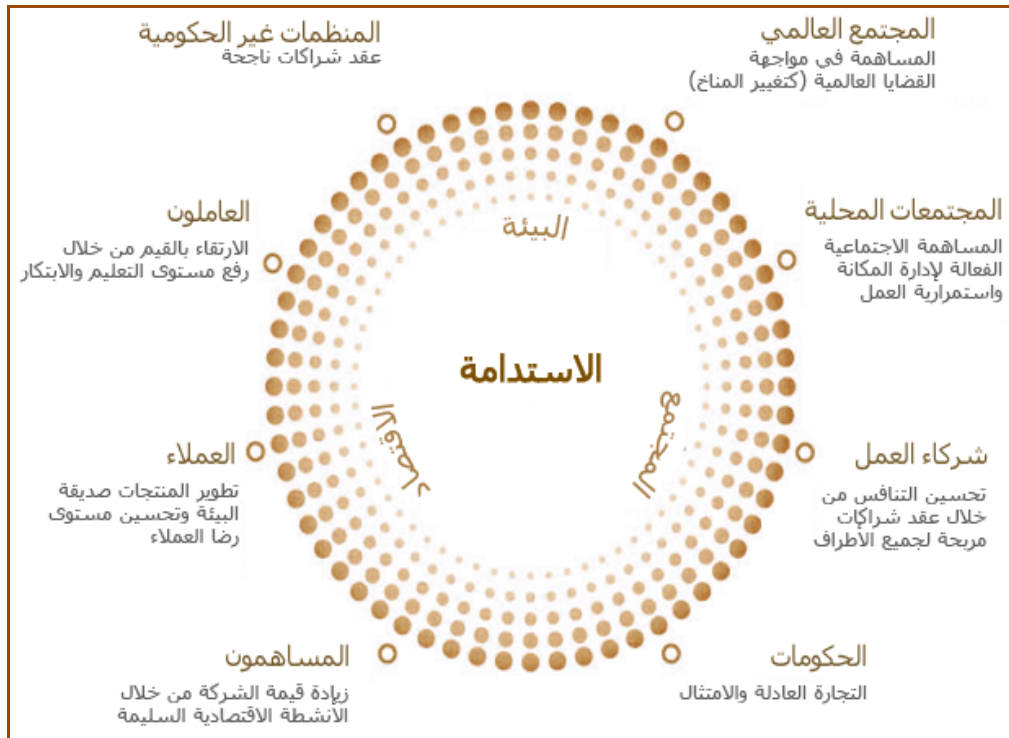 المجتمع العالمي
المساهمة في مواجهة
القضايا العالمية (كتغيير المناخ)
المنظمات غير الحكومية
عقد شراكات ناجحة
المجتمعات المحلية
المساهمة الاجتماعية
الفعالة لإدارة المكانة
واستمرارية العمل
العاملون
الارتقاء بالقيم من خلال
رفع مستوى التعليم والابتكار
البيئة
الاستدامة
المجتمع
الاقتصاد
شركاء العمل
تحسين التنافس من
خلال عقد شراكات
مربحة لجميع الأطراف
العملاء
تطوير المنتجات صديقة
البيئة وتحسين مستوى
رضا العملاء
الحكومات
التجارة العادلة والامتثال
المساهمون
زيادة قيمة الشركة من خلال
الأنشطة الاقتصادية السليمة